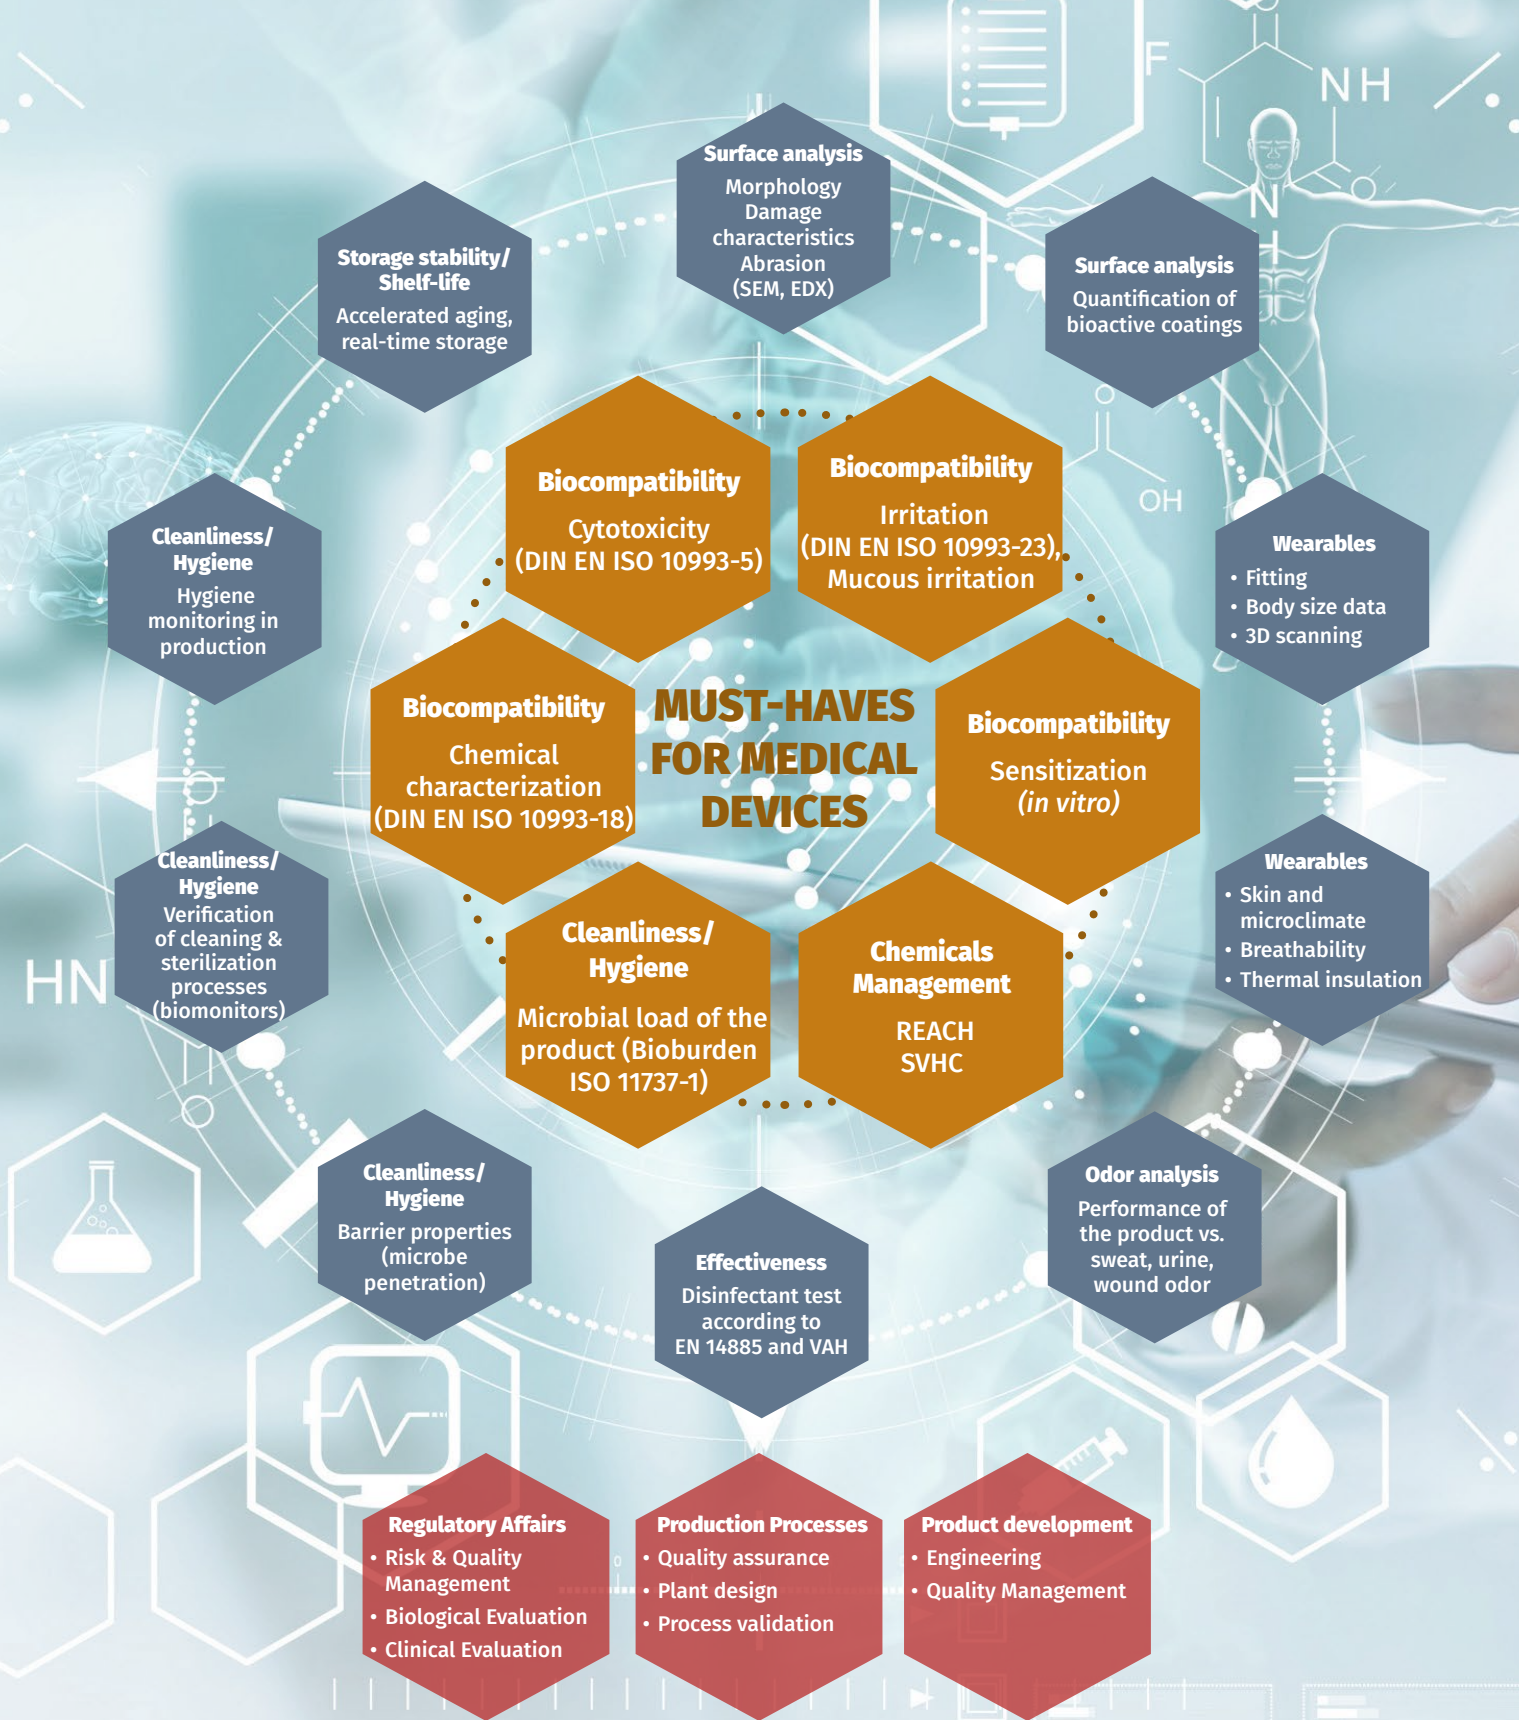 F
NH
N
H
Surface analysis
Morphology
Damage
characteristics
Abrasion
(SEM, EDX)
Storage stability/
Shelf-life
Accelerated aging,
real-time storage
Surface analysis
Quantification of
bioactive coatings
O
OH
Biocompatibility
Cytotoxicity
(DIN EN ISO 10993-5)
Biocompatibility
Irritation
(DIN EN ISO 10993-23),
Mucous irritation
Cleanliness/
Hygiene
Hygiene
monitoring in
production
Wearables
• Fitting
• Body size data
• 3D scanning
Biocompatibility
Chemical
characterization
(DIN EN ISO 10993-18)
MUST-HAVES
FOR MEDICAL
DEVICES
Biocompatibility
Sensitization
(in vitro)
Cleanliness/
Hygiene
Verification
of cleaning &
sterilization
processes
(biomonitors)
HN
Cleanliness/
Hygiene
Microbial load of the
product (Bioburden
ISO 11737-1)
Chemicals
Management
REACH
SVHC
Wearables
• Skin and
microclimate
• Breathability
• Thermal insulation
Cleanliness/
Hygiene
Barrier properties
(microbe
penetration)
Effectiveness
Disinfectant test
according to
EN 14885 and VAH
Odor analysis
Performance of
the product vs.
sweat, urine,
wound odor
Regulatory Affairs
• Risk & Quality
Management
• Biological Evaluation
• Clinical Evaluation
Production Processes
• Quality assurance
• Plant design
• Process validation
Product development
• Engineering
• Quality Management